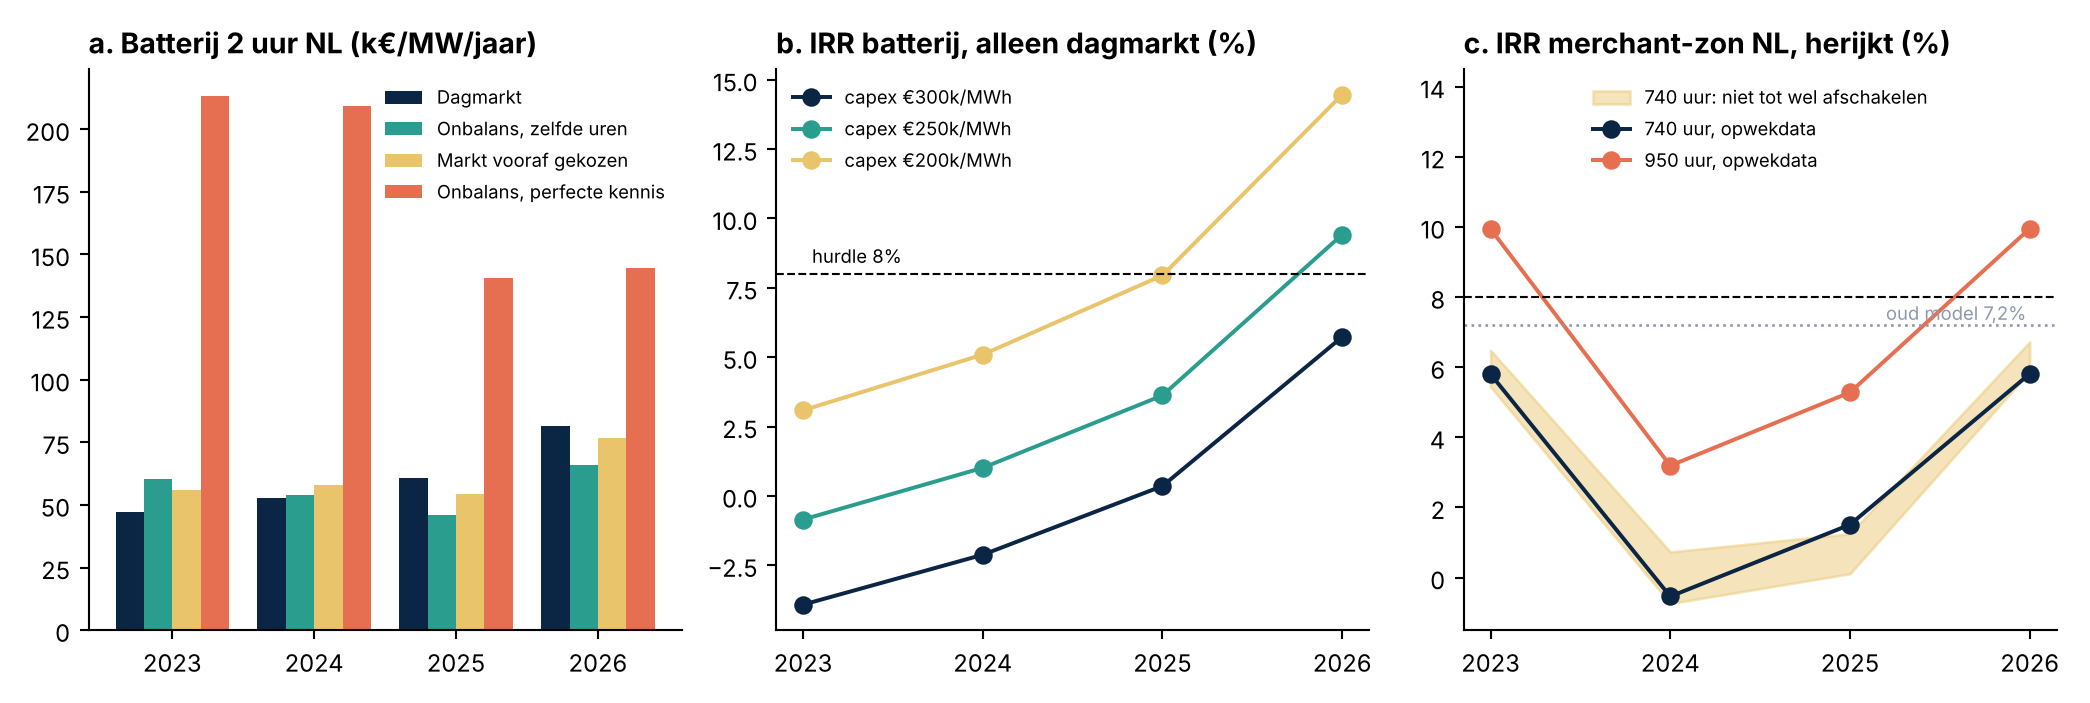 a. Batterij 2 uur NL (k€/MW/jaar)
Dagmarkt
Onbalans, zelfde uren
Markt vooraf gekozen
Onbalans, perfecte kennis
200
175
150
125
100
75
50
25
0
2023 2024 2025 2026
b. IRR batterij, alleen dagmarkt (%)
capex €300k/MWh
capex €250k/MWh
capex €200k/MWh
hurdle 8%
15.0
12.5
10.0
7.5
5.0
2.5
0.0
−2.5
2023 2024 2025 2026
c. IRR merchant-zon NL, herijkt (%)
740 uur: niet tot wel afschakelen
740 uur, opwekdata
950 uur, opwekdata
oud model 7,2%
14
12
10
8
6
4
2
0
2023 2024 2025 2026